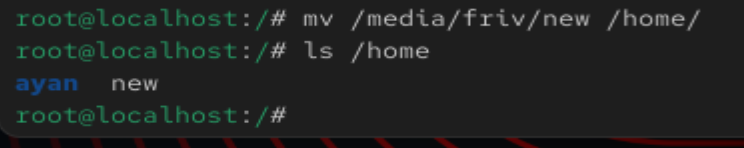 root@localhost:/# mv /media/friv/new /home/
root@localhost:/# ls /home
ayan  new
root@localhost:/#